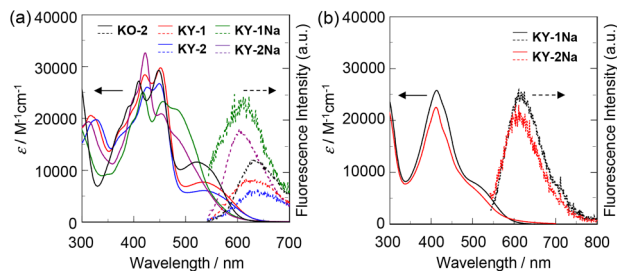 (a)
KO-2 KY-1 KY-1Na
KY-2 KY-2Na
ε / M⁻¹cm⁻¹
40000
30000
20000
10000
0
300 400 500 600 700
Wavelength / nm
Fluorescence Intensity (a.u.)
(b)
KY-1Na
KY-2Na
ε / M⁻¹cm⁻¹
40000
30000
20000
10000
0
300 400 500 600 700 800
Wavelength / nm
Fluorescence Intensity (a.u.)